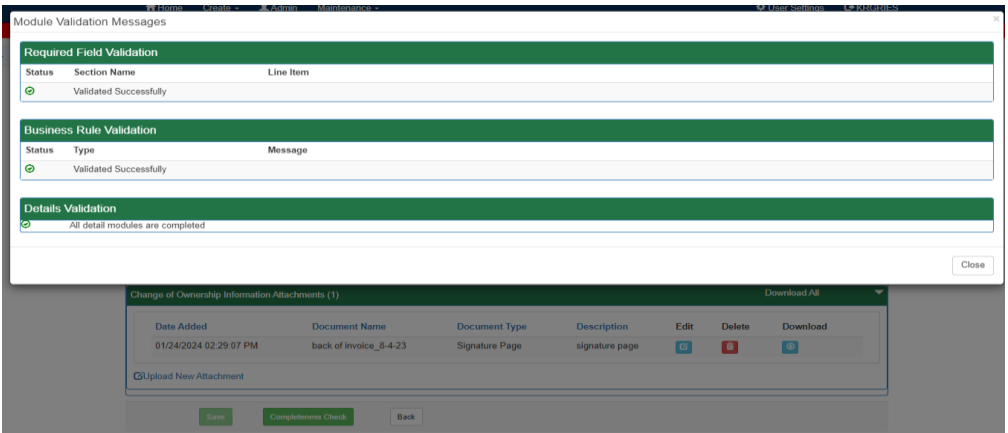 Home Create Admin Maintenance User Settings KRGRIES
Module Validation Messages ×
Required Field Validation
Status Section Name Line Item
Validated Successfully
Business Rule Validation
Status Type Message
Validated Successfully
Details Validation
All detail modules are completed
Close
Change of Ownership Information Attachments (1) Download All
Date Added Document Name Document Type Description Edit Delete Download
01/24/2024 02:29:07 PM back of invoice_8-4-23 Signature Page signature page
Upload New Attachment
Save Completeness Check Back